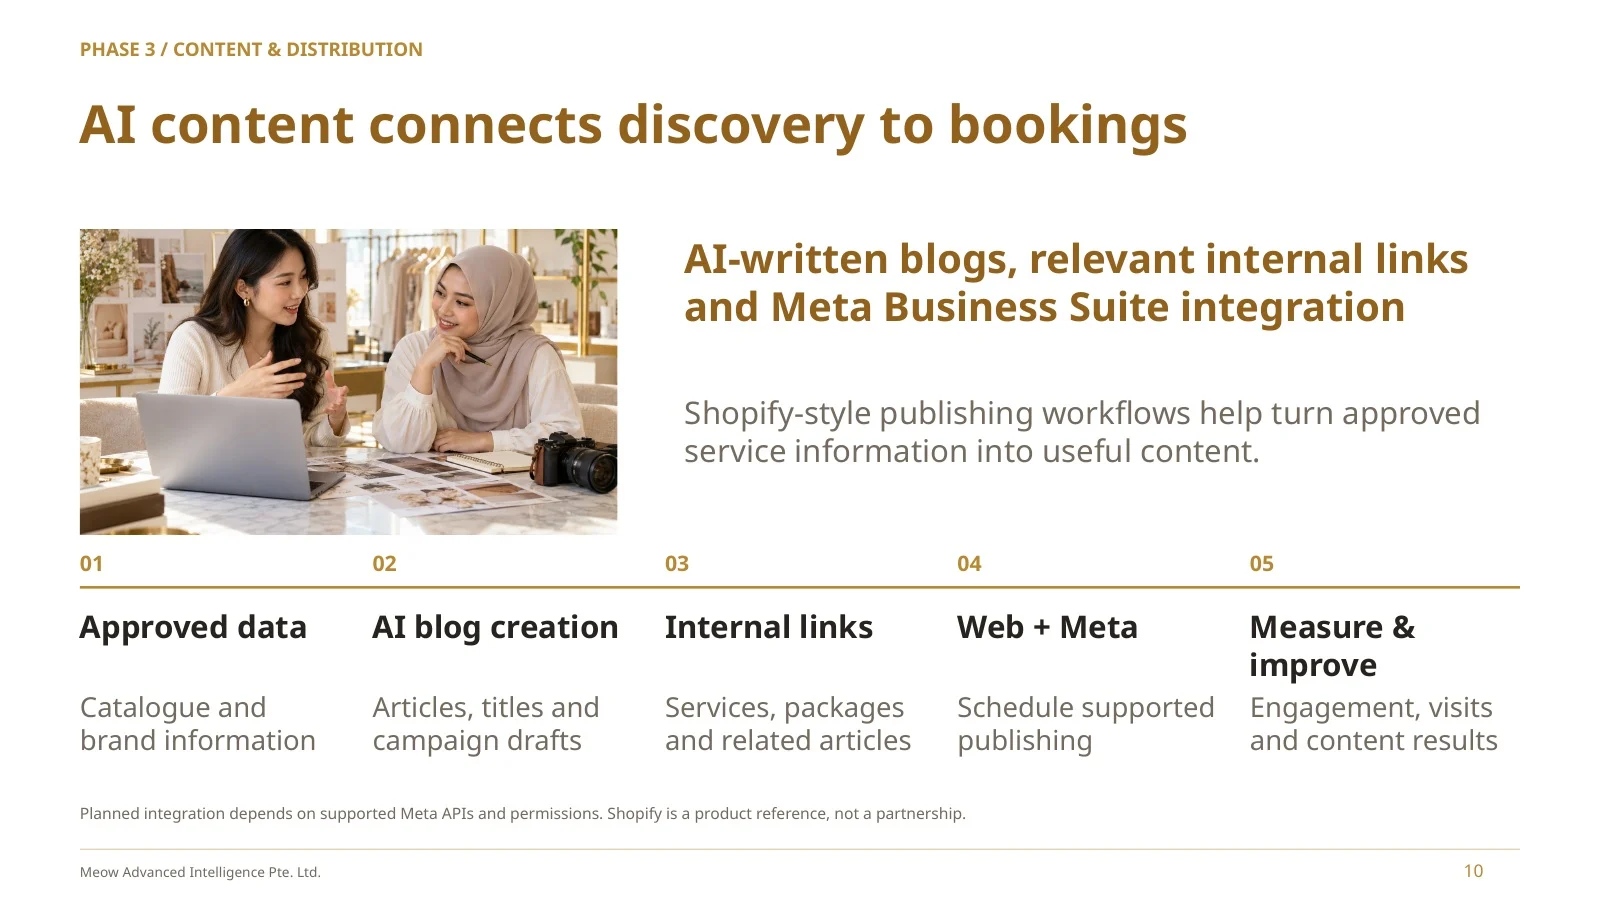 PHASE 3 / CONTENT & DISTRIBUTION
AI content connects discovery to bookings
AI-written blogs, relevant internal links
and Meta Business Suite integration
Shopify-style publishing workflows help turn approved
service information into useful content.
01
Approved data
Catalogue and
brand information
02
AI blog creation
Articles, titles and
campaign drafts
03
Internal links
Services, packages
and related articles
04
Web + Meta
Schedule supported
publishing
05
Measure &
improve
Engagement, visits
and content results
Planned integration depends on supported Meta APIs and permissions. Shopify is a product reference, not a partnership.
Meow Advanced Intelligence Pte. Ltd.
10